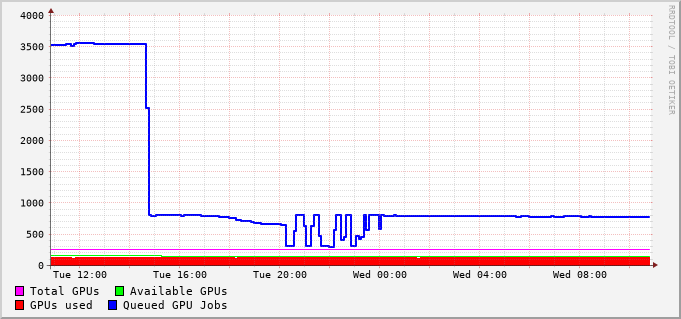 RRDTOOL / TOBI OETIKER
4000
3500
3000
2500
2000
1500
1000
500
0
Tue 12:00 Tue 16:00 Tue 20:00 Wed 00:00 Wed 04:00 Wed 08:00
Total GPUs Available GPUs
GPUs used Queued GPU Jobs